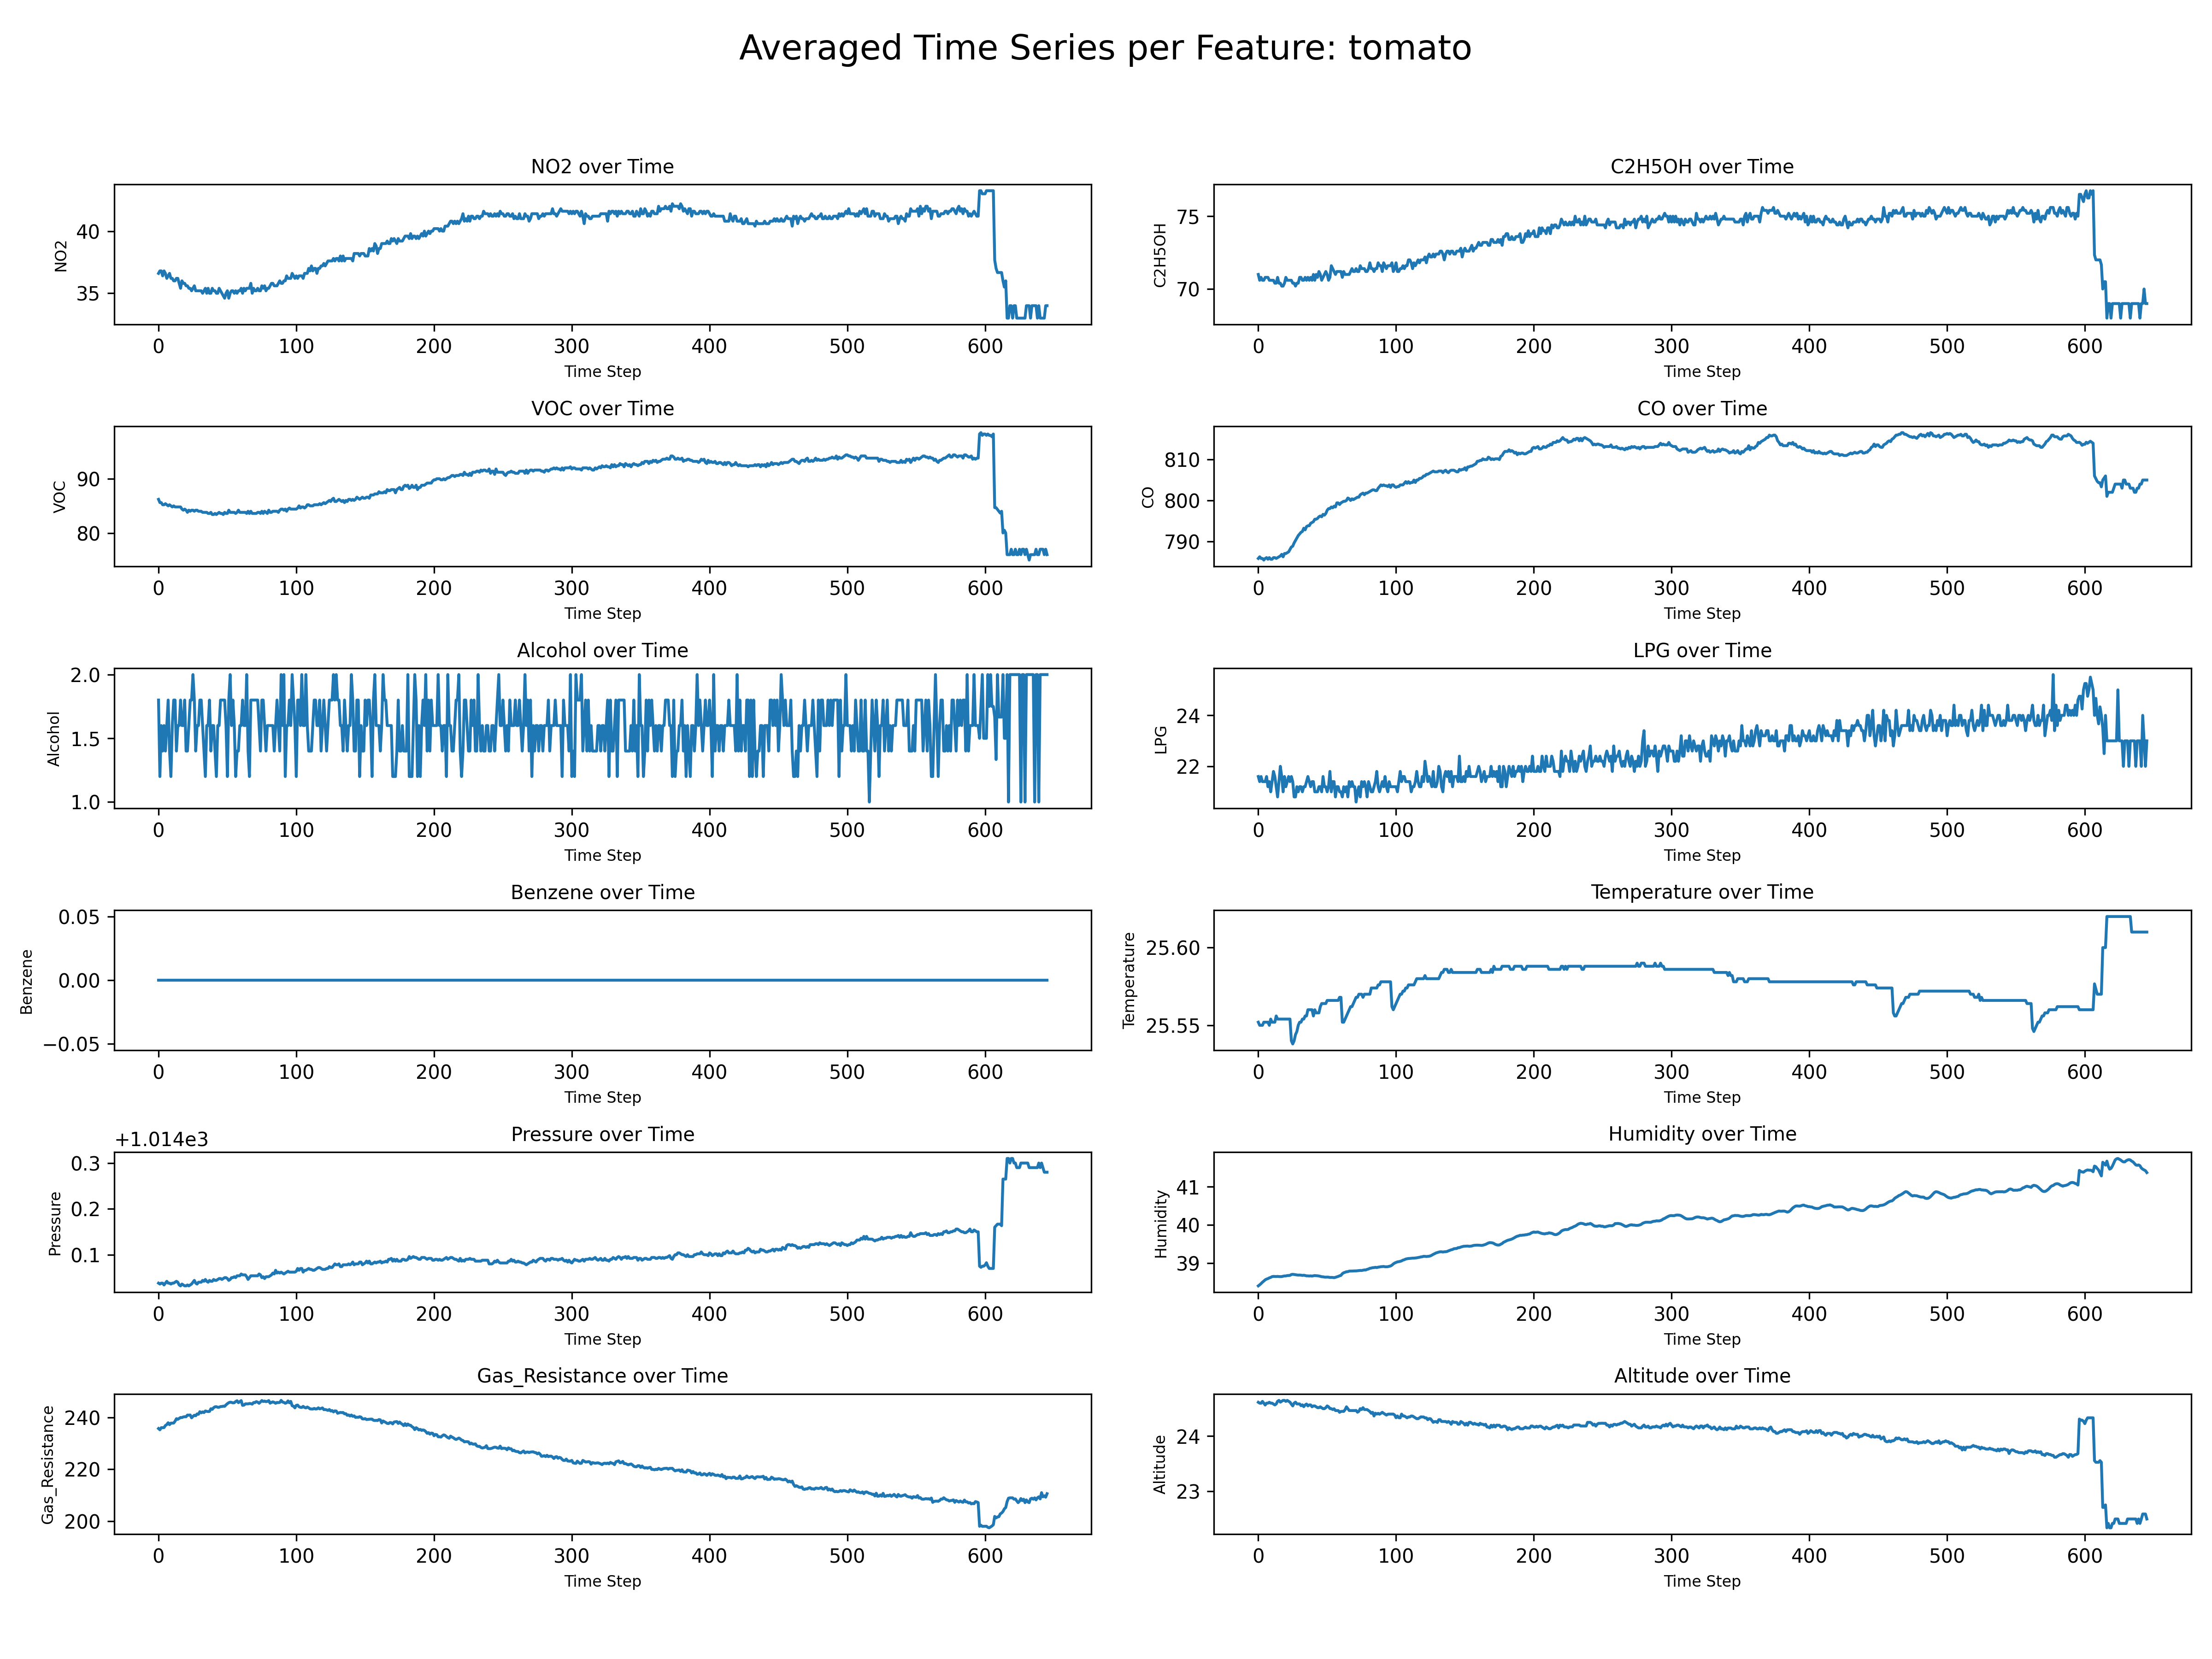 Averaged Time Series per Feature: tomato
NO2 over Time
NO2
40
35
0 100 200 300 400 500 600
Time Step
C2H5OH over Time
C2H5OH
75
70
0 100 200 300 400 500 600
Time Step
VOC over Time
VOC
90
80
0 100 200 300 400 500 600
Time Step
CO over Time
CO
810
800
790
0 100 200 300 400 500 600
Time Step
Alcohol over Time
Alcohol
2.0
1.5
1.0
0 100 200 300 400 500 600
Time Step
LPG over Time
LPG
24
22
0 100 200 300 400 500 600
Time Step
Benzene over Time
Benzene
0.05
0.00
−0.05
0 100 200 300 400 500 600
Time Step
Temperature over Time
Temperature
25.60
25.55
0 100 200 300 400 500 600
Time Step
Pressure over Time
+1.014e3
Pressure
0.3
0.2
0.1
0 100 200 300 400 500 600
Time Step
Humidity over Time
Humidity
41
40
39
0 100 200 300 400 500 600
Time Step
Gas_Resistance over Time
Gas_Resistance
240
220
200
0 100 200 300 400 500 600
Time Step
Altitude over Time
Altitude
24
23
0 100 200 300 400 500 600
Time Step